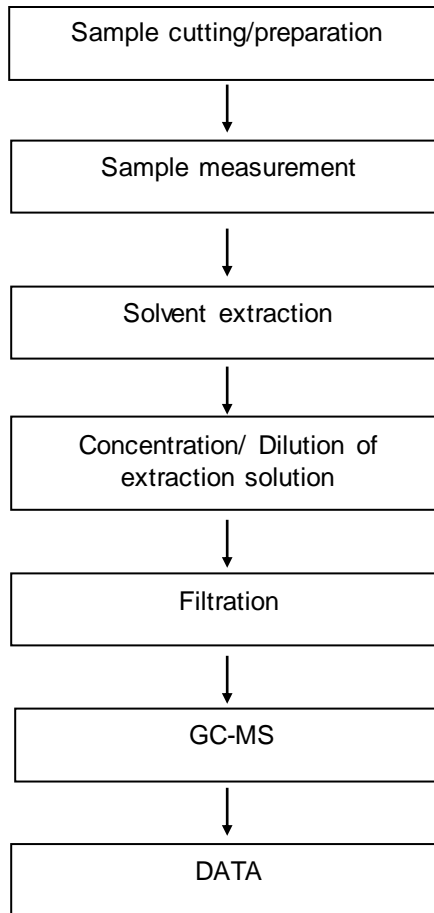 Sample cutting/preparation
Sample measurement
Solvent extraction
Concentration/ Dilution of
extraction solution
Filtration
GC-MS
DATA